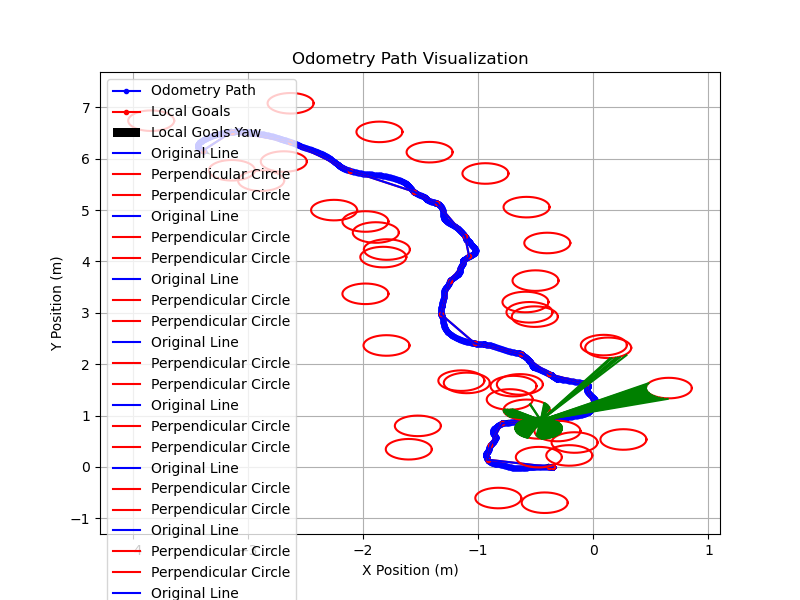 Odometry Path Visualization
Y Position (m)
7
6
5
4
3
2
1
0
−1
Odometry Path
Local Goals
Local Goals Yaw
Original Line
Perpendicular Circle
Perpendicular Circle
Original Line
Perpendicular Circle
Perpendicular Circle
Original Line
Perpendicular Circle
Perpendicular Circle
Original Line
Perpendicular Circle
Perpendicular Circle
Original Line
Perpendicular Circle
Perpendicular Circle
Original Line
Perpendicular Circle
Perpendicular Circle
Original Line
Perpendicular Circle
Perpendicular Circle
Original Line
−2
−1
0
1
X Position (m)